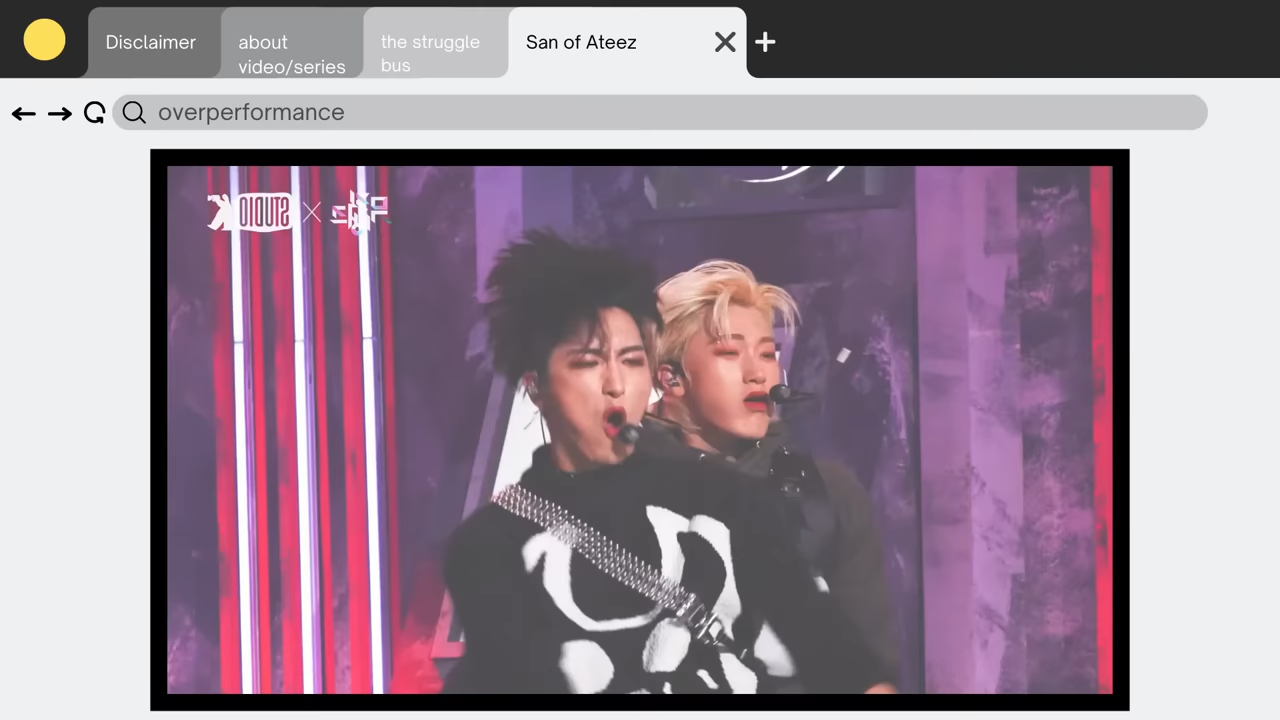 Disclaimer
about
video/series
the struggle
bus
San of Ateez
overperformance
STUDIO